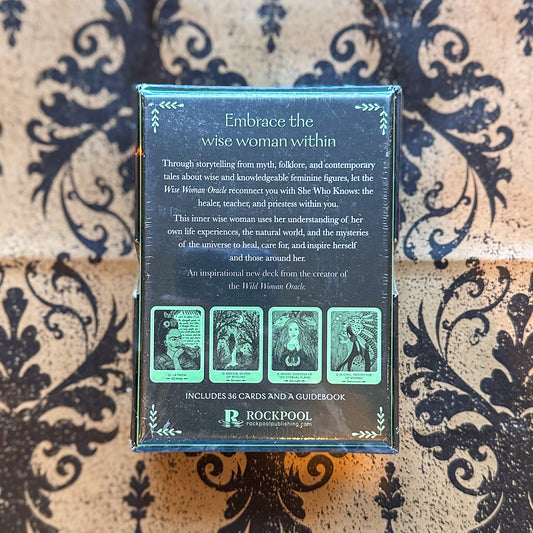 Embrace the
wise woman within
Through storytelling from myth, folklore, and contemporary
tales about wise and knowledgeable feminine figures, let the
Wise Woman Oracle reconnect you with She Who Knows: the
healer, teacher, and priestess within you.
This inner wise woman uses her understanding of her
own life experiences, the natural world, and the mysteries
of the universe to heal, care for, and inspire herself
and those around her.
An inspirational new deck from the creator of
the Wild Woman Oracle.
INCLUDES 36 CARDS AND A GUIDEBOOK
R ROCKPOOL
rockpoolpublishing.com